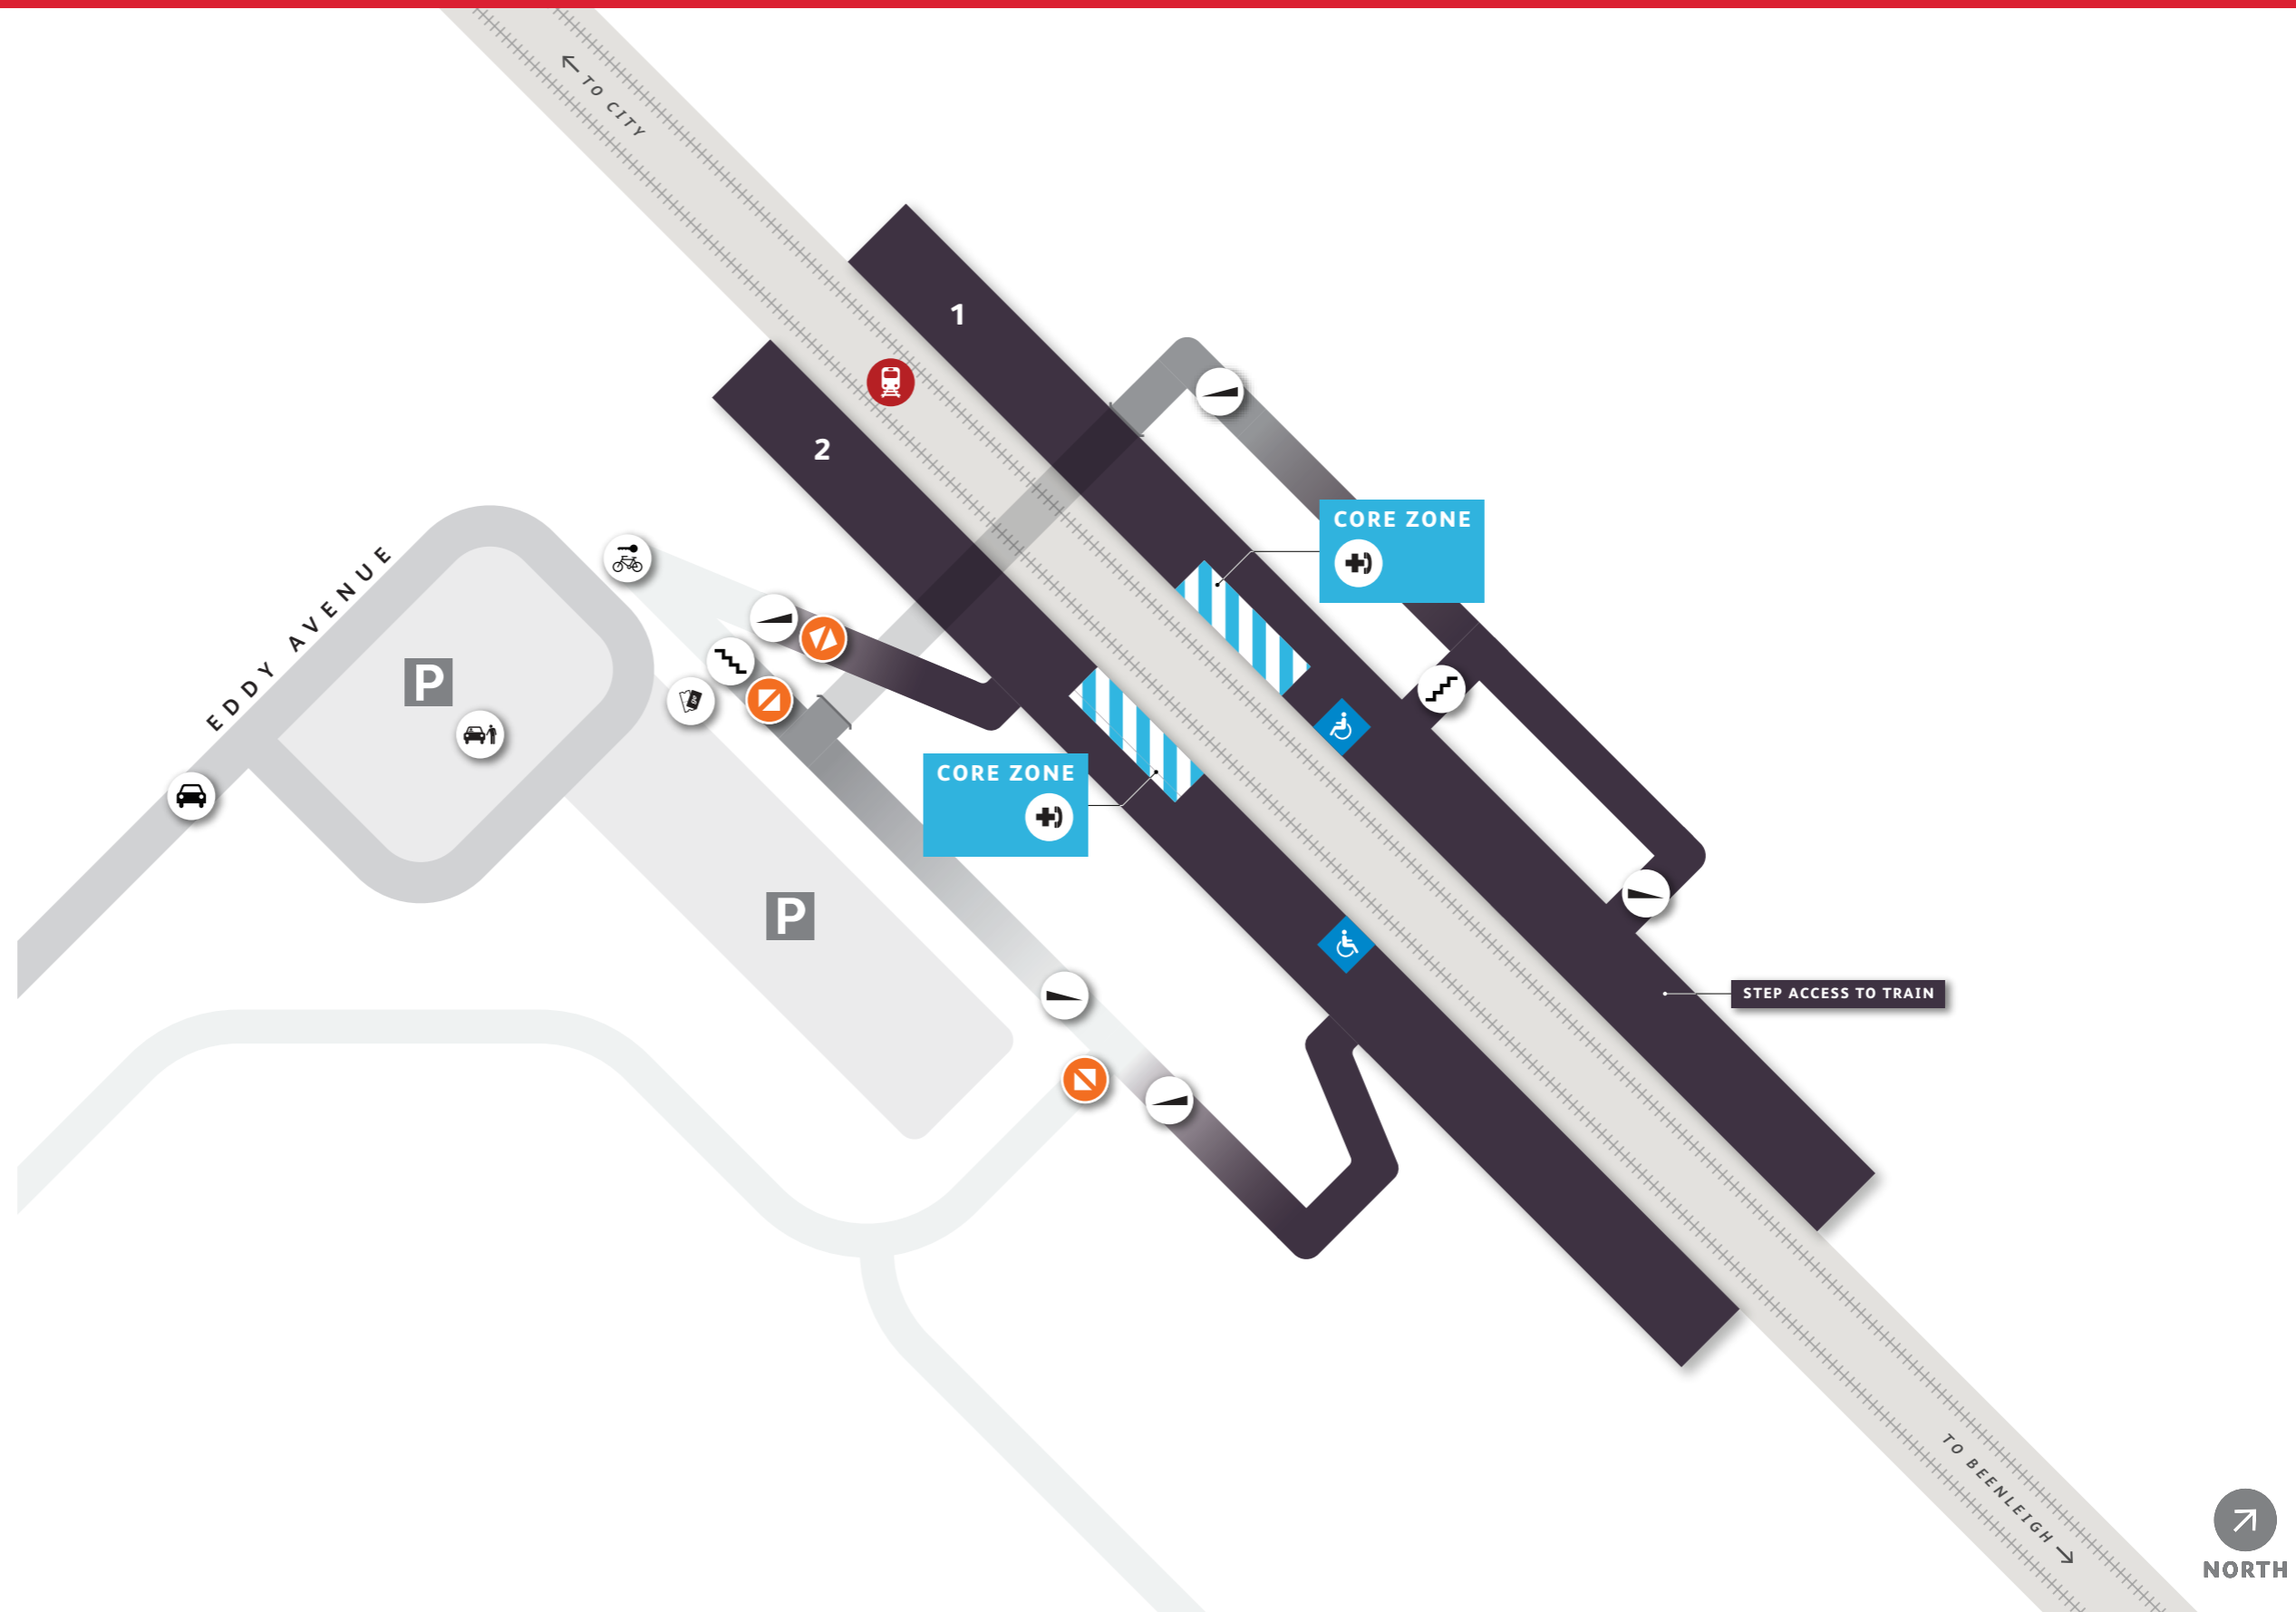 ← TO CITY
1
2
CORE ZONE
EDDY AVENUE
P
CORE ZONE
P
STEP ACCESS TO TRAIN
TO BEENLEIGH →
NORTH